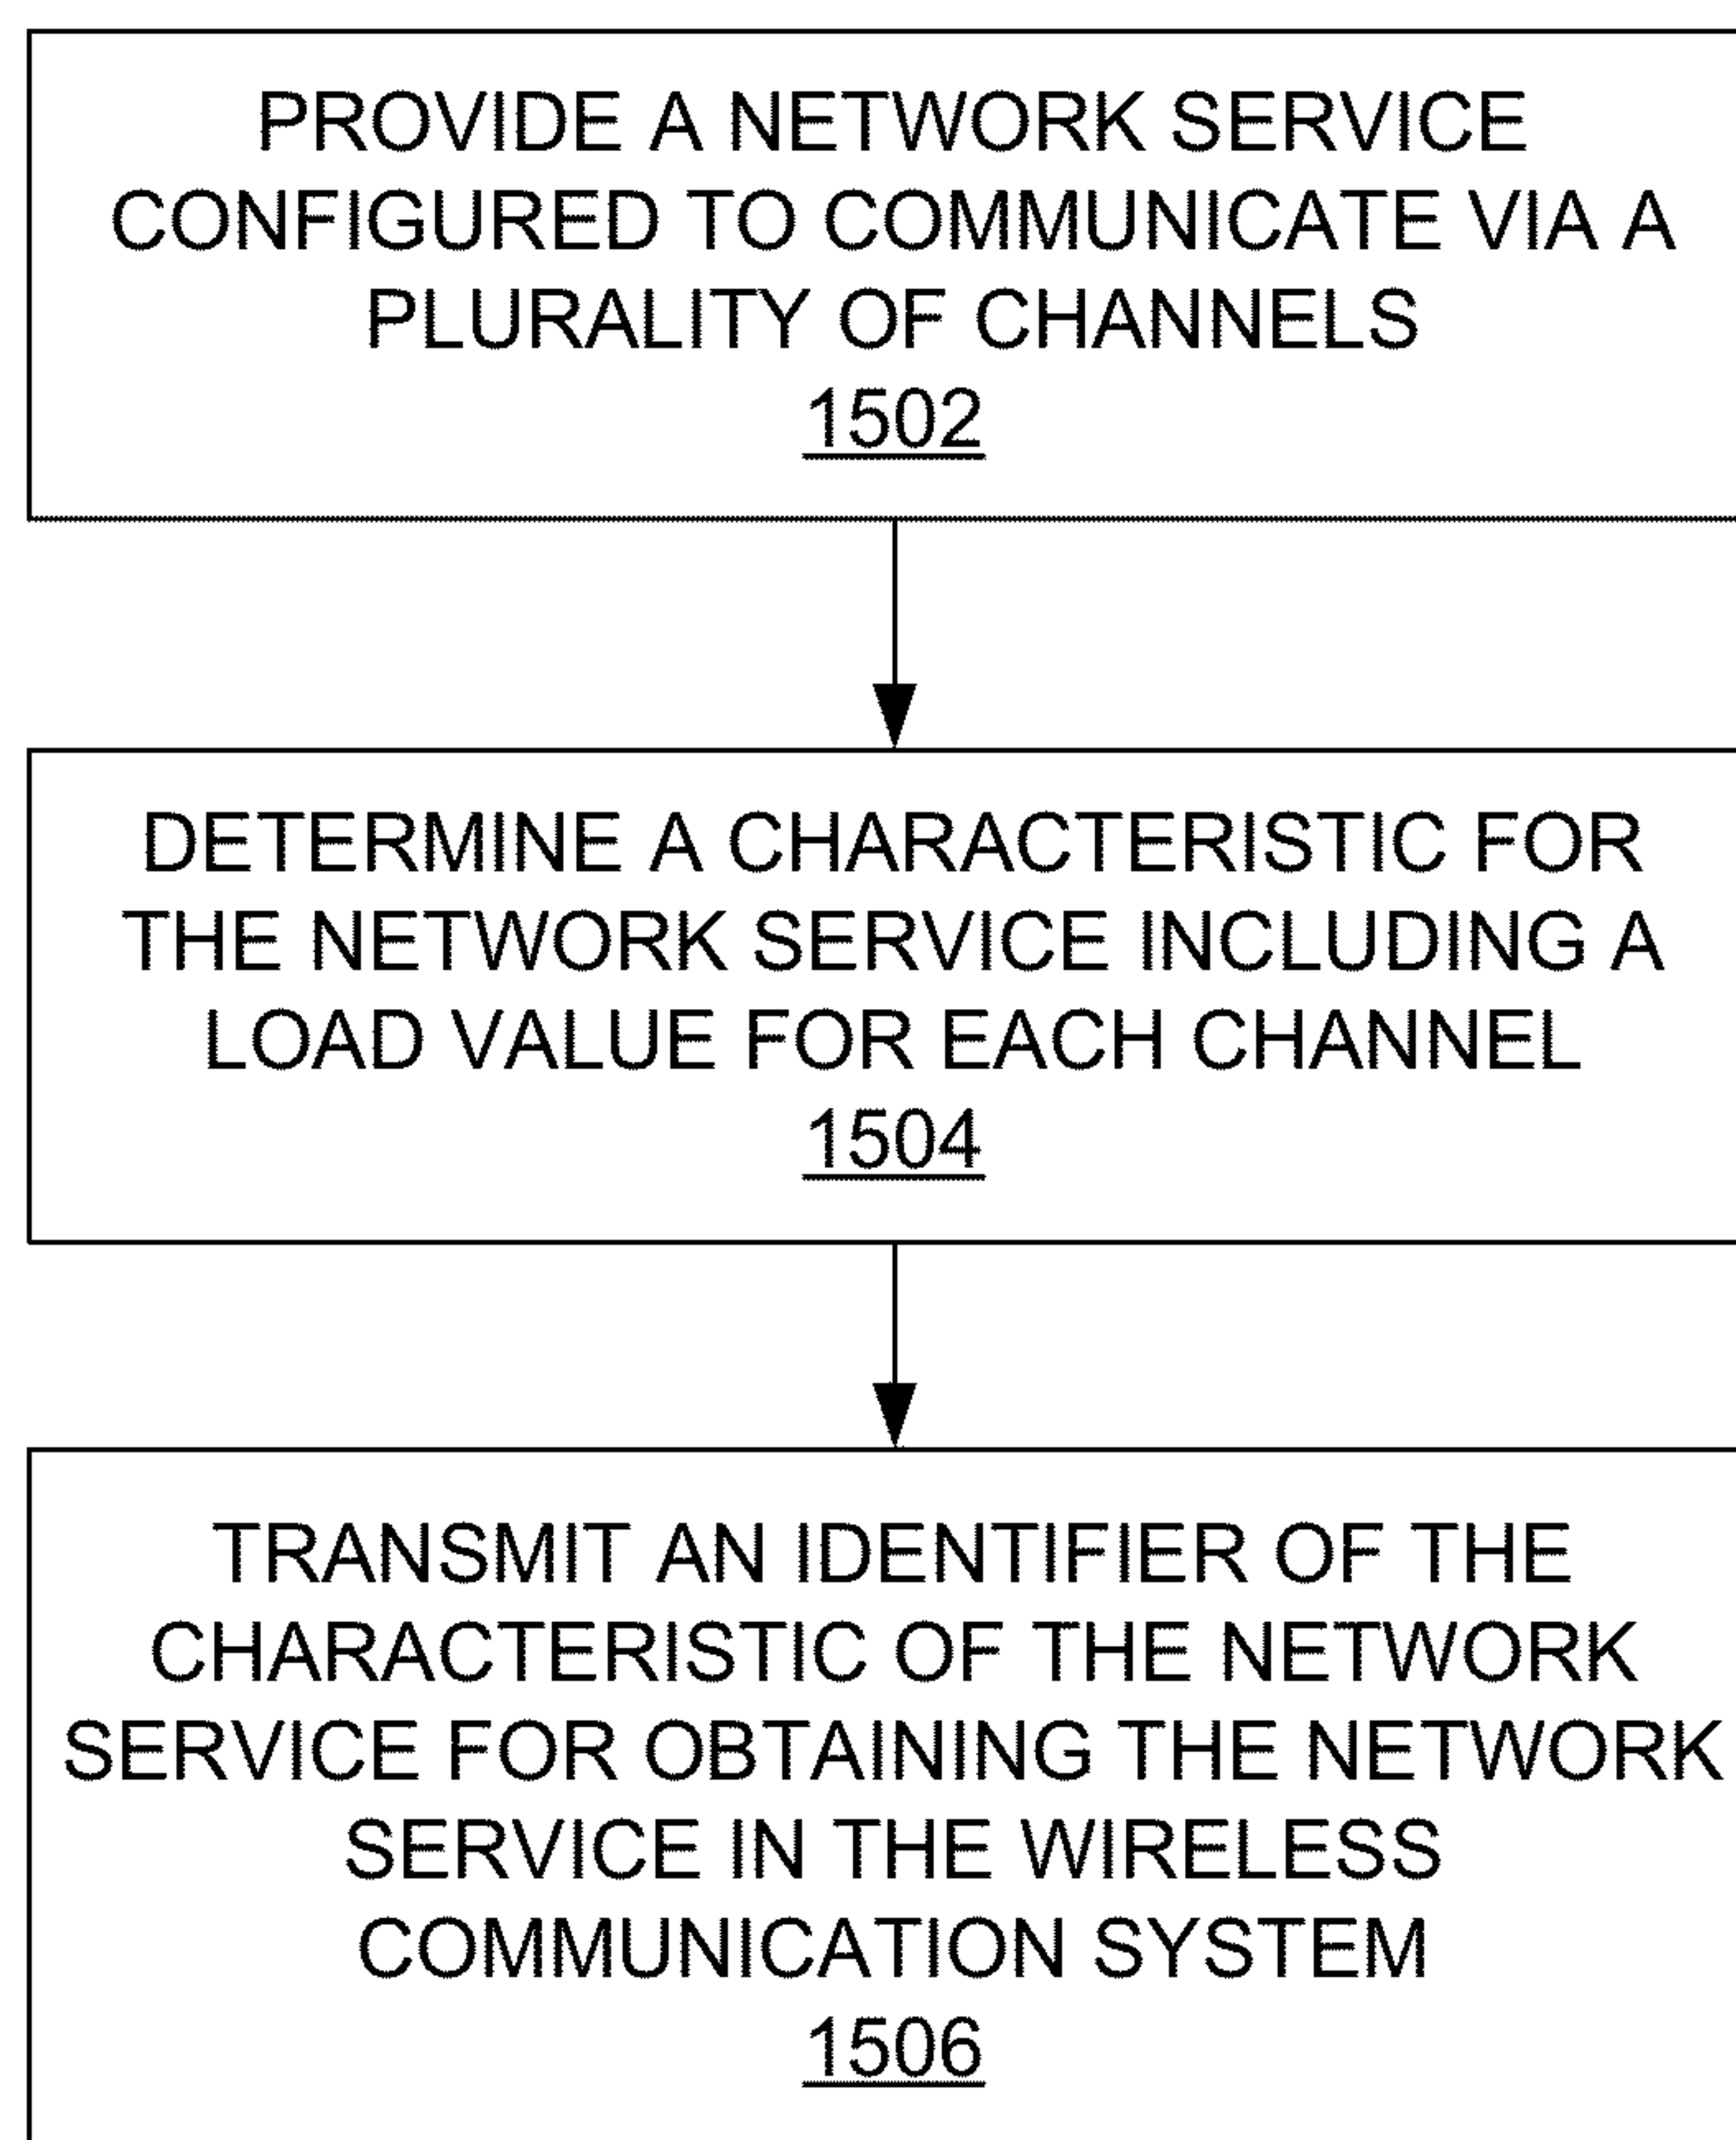 PROVIDE A NETWORK SERVICE
CONFIGURED TO COMMUNICATE VIA A
PLURALITY OF CHANNELS
1502
DETERMINE A CHARACTERISTIC FOR
THE NETWORK SERVICE INCLUDING A
LOAD VALUE FOR EACH CHANNEL
1504
TRANSMIT AN IDENTIFIER OF THE
CHARACTERISTIC OF THE NETWORK
SERVICE FOR OBTAINING THE NETWORK
SERVICE IN THE WIRELESS
COMMUNICATION SYSTEM
1506